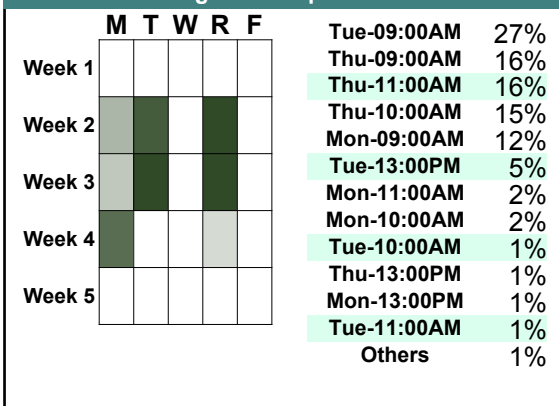 M T W R F
Week 1
Week 2
Week 3
Week 4
Week 5
Tue-09:00AM 27%
Thu-09:00AM 16%
Thu-11:00AM 16%
Thu-10:00AM 15%
Mon-09:00AM 12%
Tue-13:00PM 5%
Mon-11:00AM 2%
Mon-10:00AM 2%
Tue-10:00AM 1%
Thu-13:00PM 1%
Mon-13:00PM 1%
Tue-11:00AM 1%
Others 1%